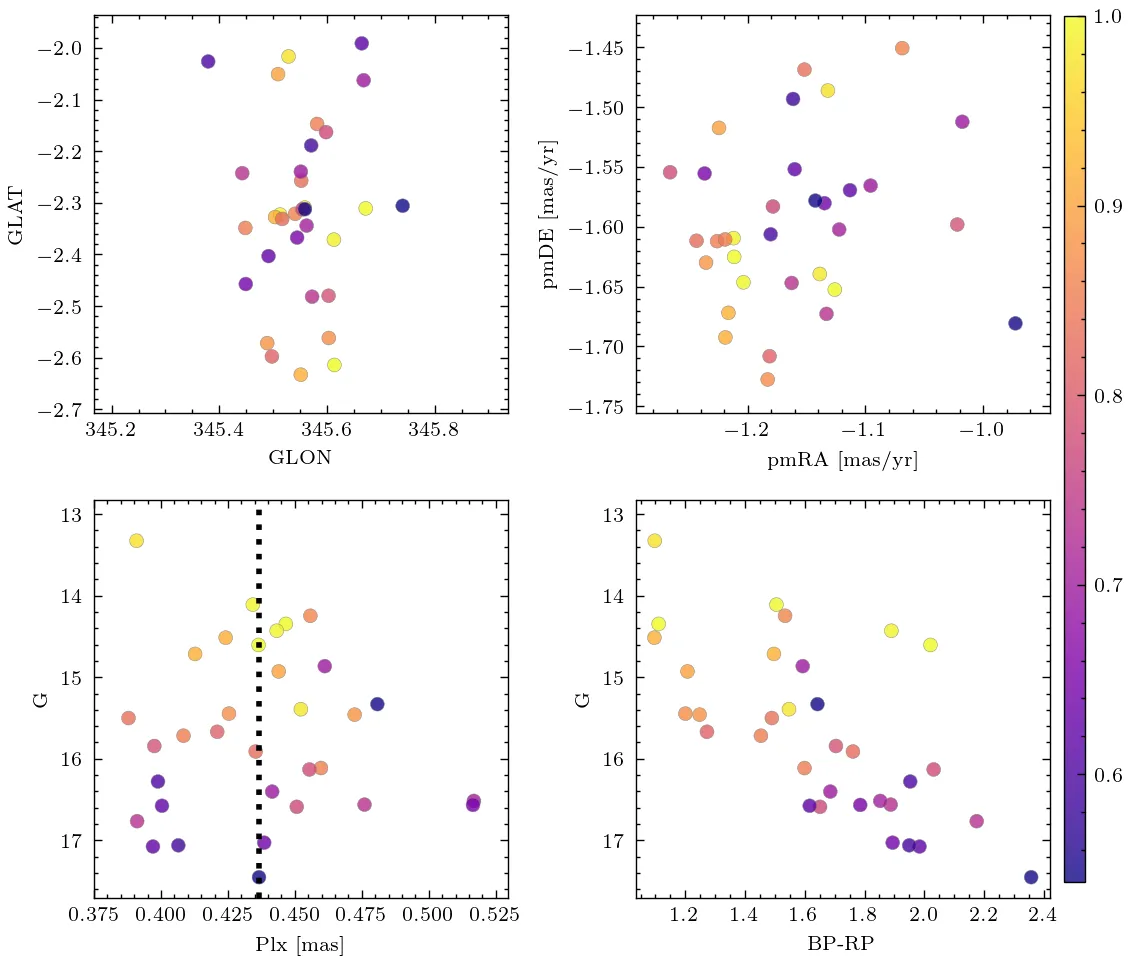 −2.0
−2.1
−2.2
−2.3
−2.4
−2.5
−2.6
−2.7
GLAT
345.2 345.4 345.6 345.8
GLON
−1.45
−1.50
−1.55
−1.60
−1.65
−1.70
−1.75
pmDE [mas/yr]
−1.2 −1.1 −1.0
pmRA [mas/yr]
13
14
15
16
17
G
0.375 0.400 0.425 0.450 0.475 0.500 0.525
Plx [mas]
13
14
15
16
17
G
1.2 1.4 1.6 1.8 2.0 2.2 2.4
BP-RP
1.0
0.9
0.8
0.7
0.6